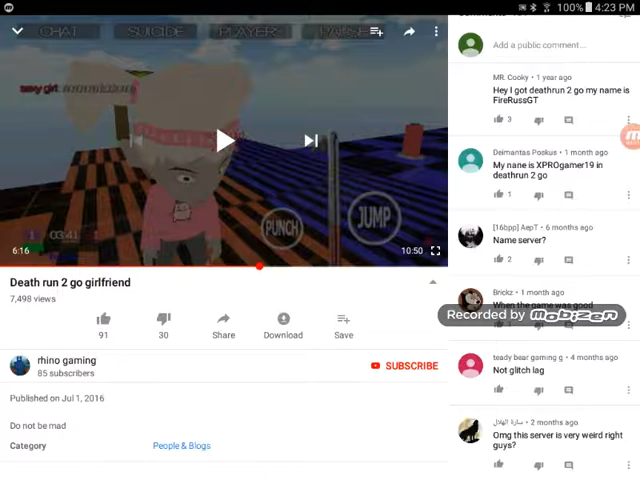 100% 4:23 PM
CHAT SUICIDE PLAYERS
6:16
03:41
PUNCH
JUMP
10:50
Death run 2 go girlfriend
7,498 views
91
30
Share
Download
Save
rhino gaming
85 subscribers
SUBSCRIBE
Published on Jul 1, 2016
Do not be mad
Category
People & Blogs
Add a public comment...
MR. Cooky • 1 year ago
Hey I got deathrun 2 go my name is
FireRussGT
3
Deimantas Poskus • 1 month ago
My nane is XPROgamer19 in
deathrun 2 go
1
[16bpp] AepT • 6 months ago
Name server?
2
Brickz • 1 month ago
When the game was good
Recorded by Mobizen
teady bear gaming g • 4 months ago
Not glitch lag
سارة الهلال • 2 months ago
Omg this server is very weird right
guys?